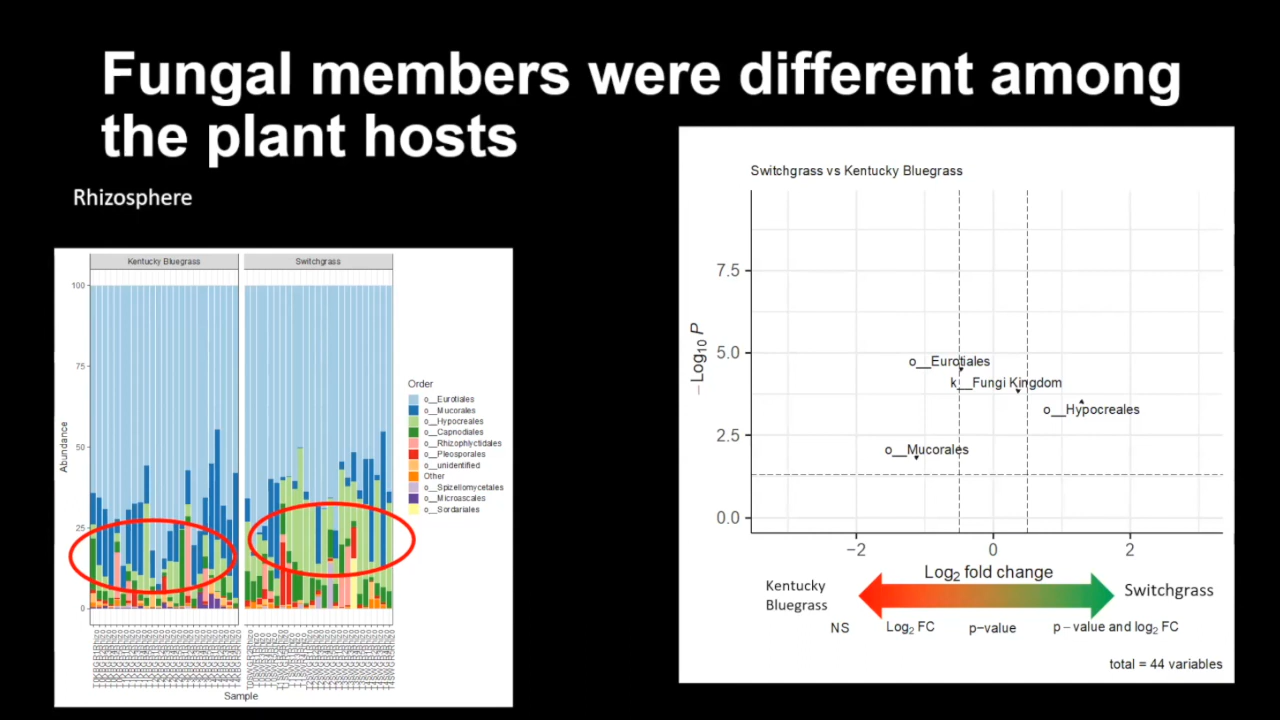 Fungal members were different among
the plant hosts
Rhizosphere
Kentucky Bluegrass
Switchgrass
100
75
50
25
0
Abundance
Sample
Order
o__Eurotiales
o__Mucorales
o__Hypocreales
o__Capnodiales
o__Rhizophlyctidales
o__Pleosporales
o__unidentified
Other
o__Spizellomycetales
o__Microascales
o__Sordariales
Switchgrass vs Kentucky Bluegrass
7.5
5.0
2.5
0.0
−Log10 P
o__Eurotiales
k__Fungi Kingdom
o__Hypocreales
o__Mucorales
−2 0 2
Log2 fold change
Kentucky
Bluegrass
Switchgrass
NS Log2 FC p−value p − value and log2 FC
total = 44 variables